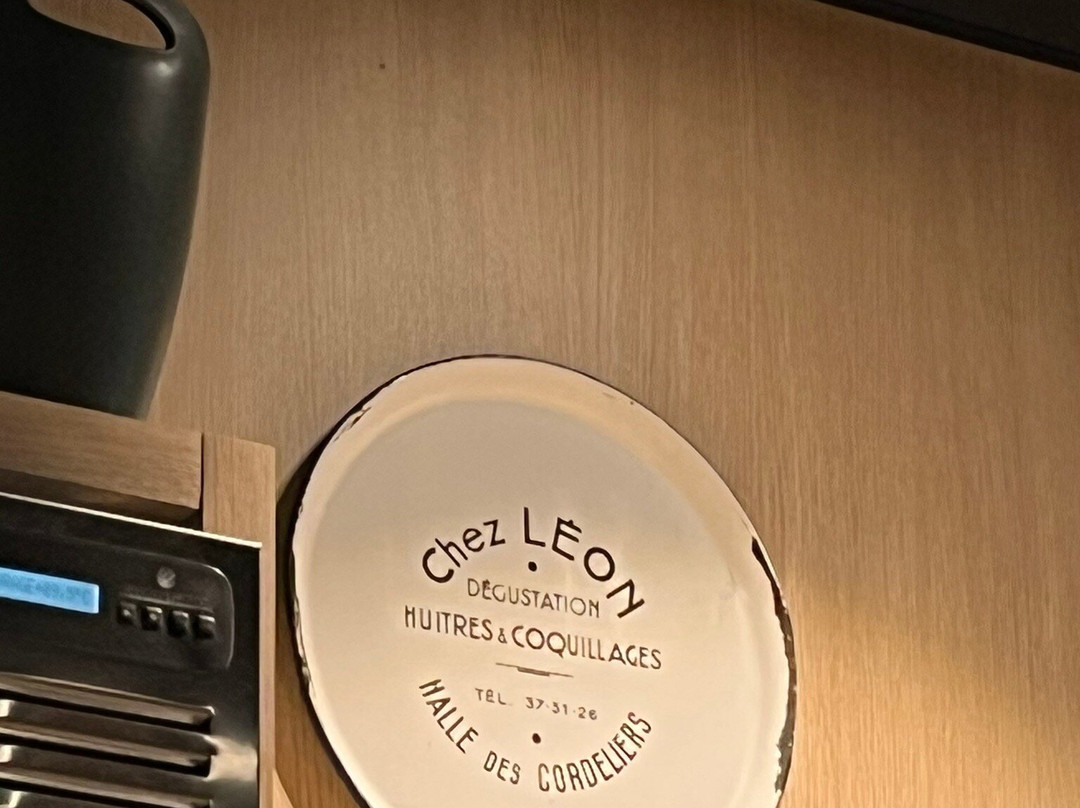 Chez LÉON
DÉGUSTATION
HUITRES & COQUILLAGES
TÉL. 37·31·26
HALLE DES CORDELIERS